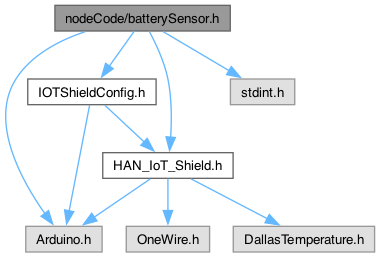 nodeCode/batterySensor.h
IOTShieldConfig.h
stdint.h
HAN_IoT_Shield.h
Arduino.h
OneWire.h
DallasTemperature.h